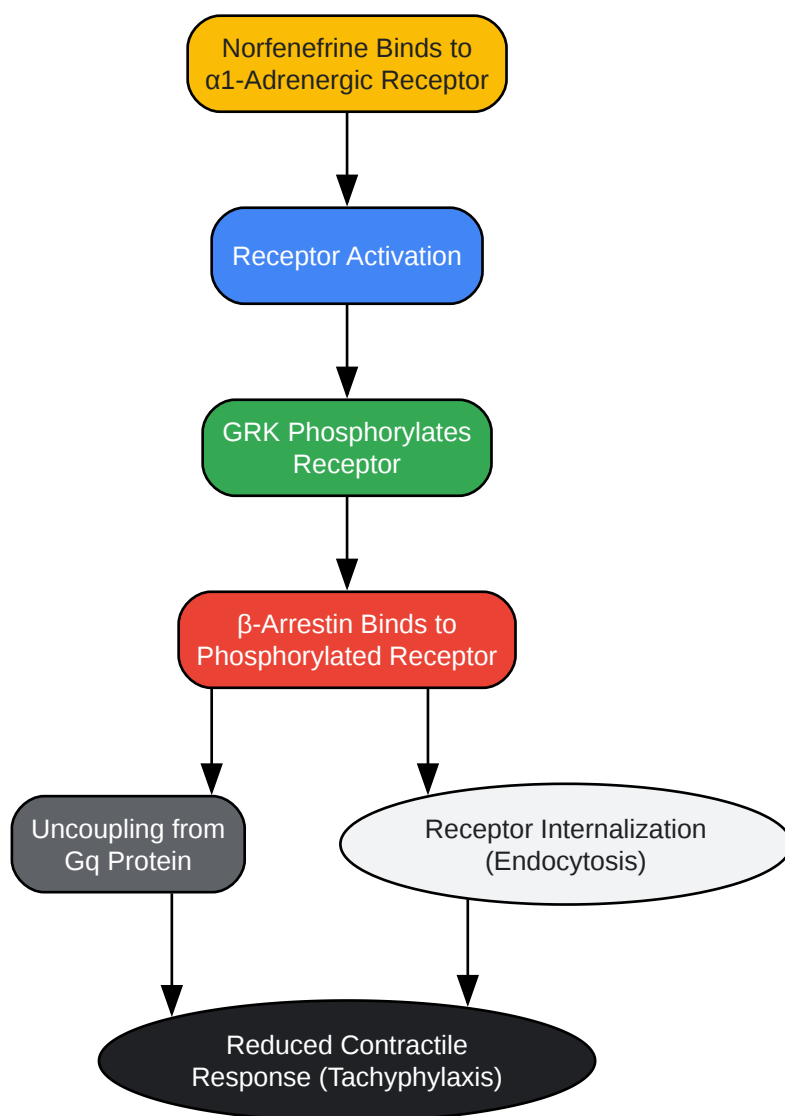 Norfenefrine Binds to
α1-Adrenergic Receptor
Receptor Activation
GRK Phosphorylates
Receptor
β-Arrestin Binds to
Phosphorylated Receptor
Uncoupling from
Gq Protein
Receptor Internalization
(Endocytosis)
Reduced Contractile
Response (Tachyphylaxis)